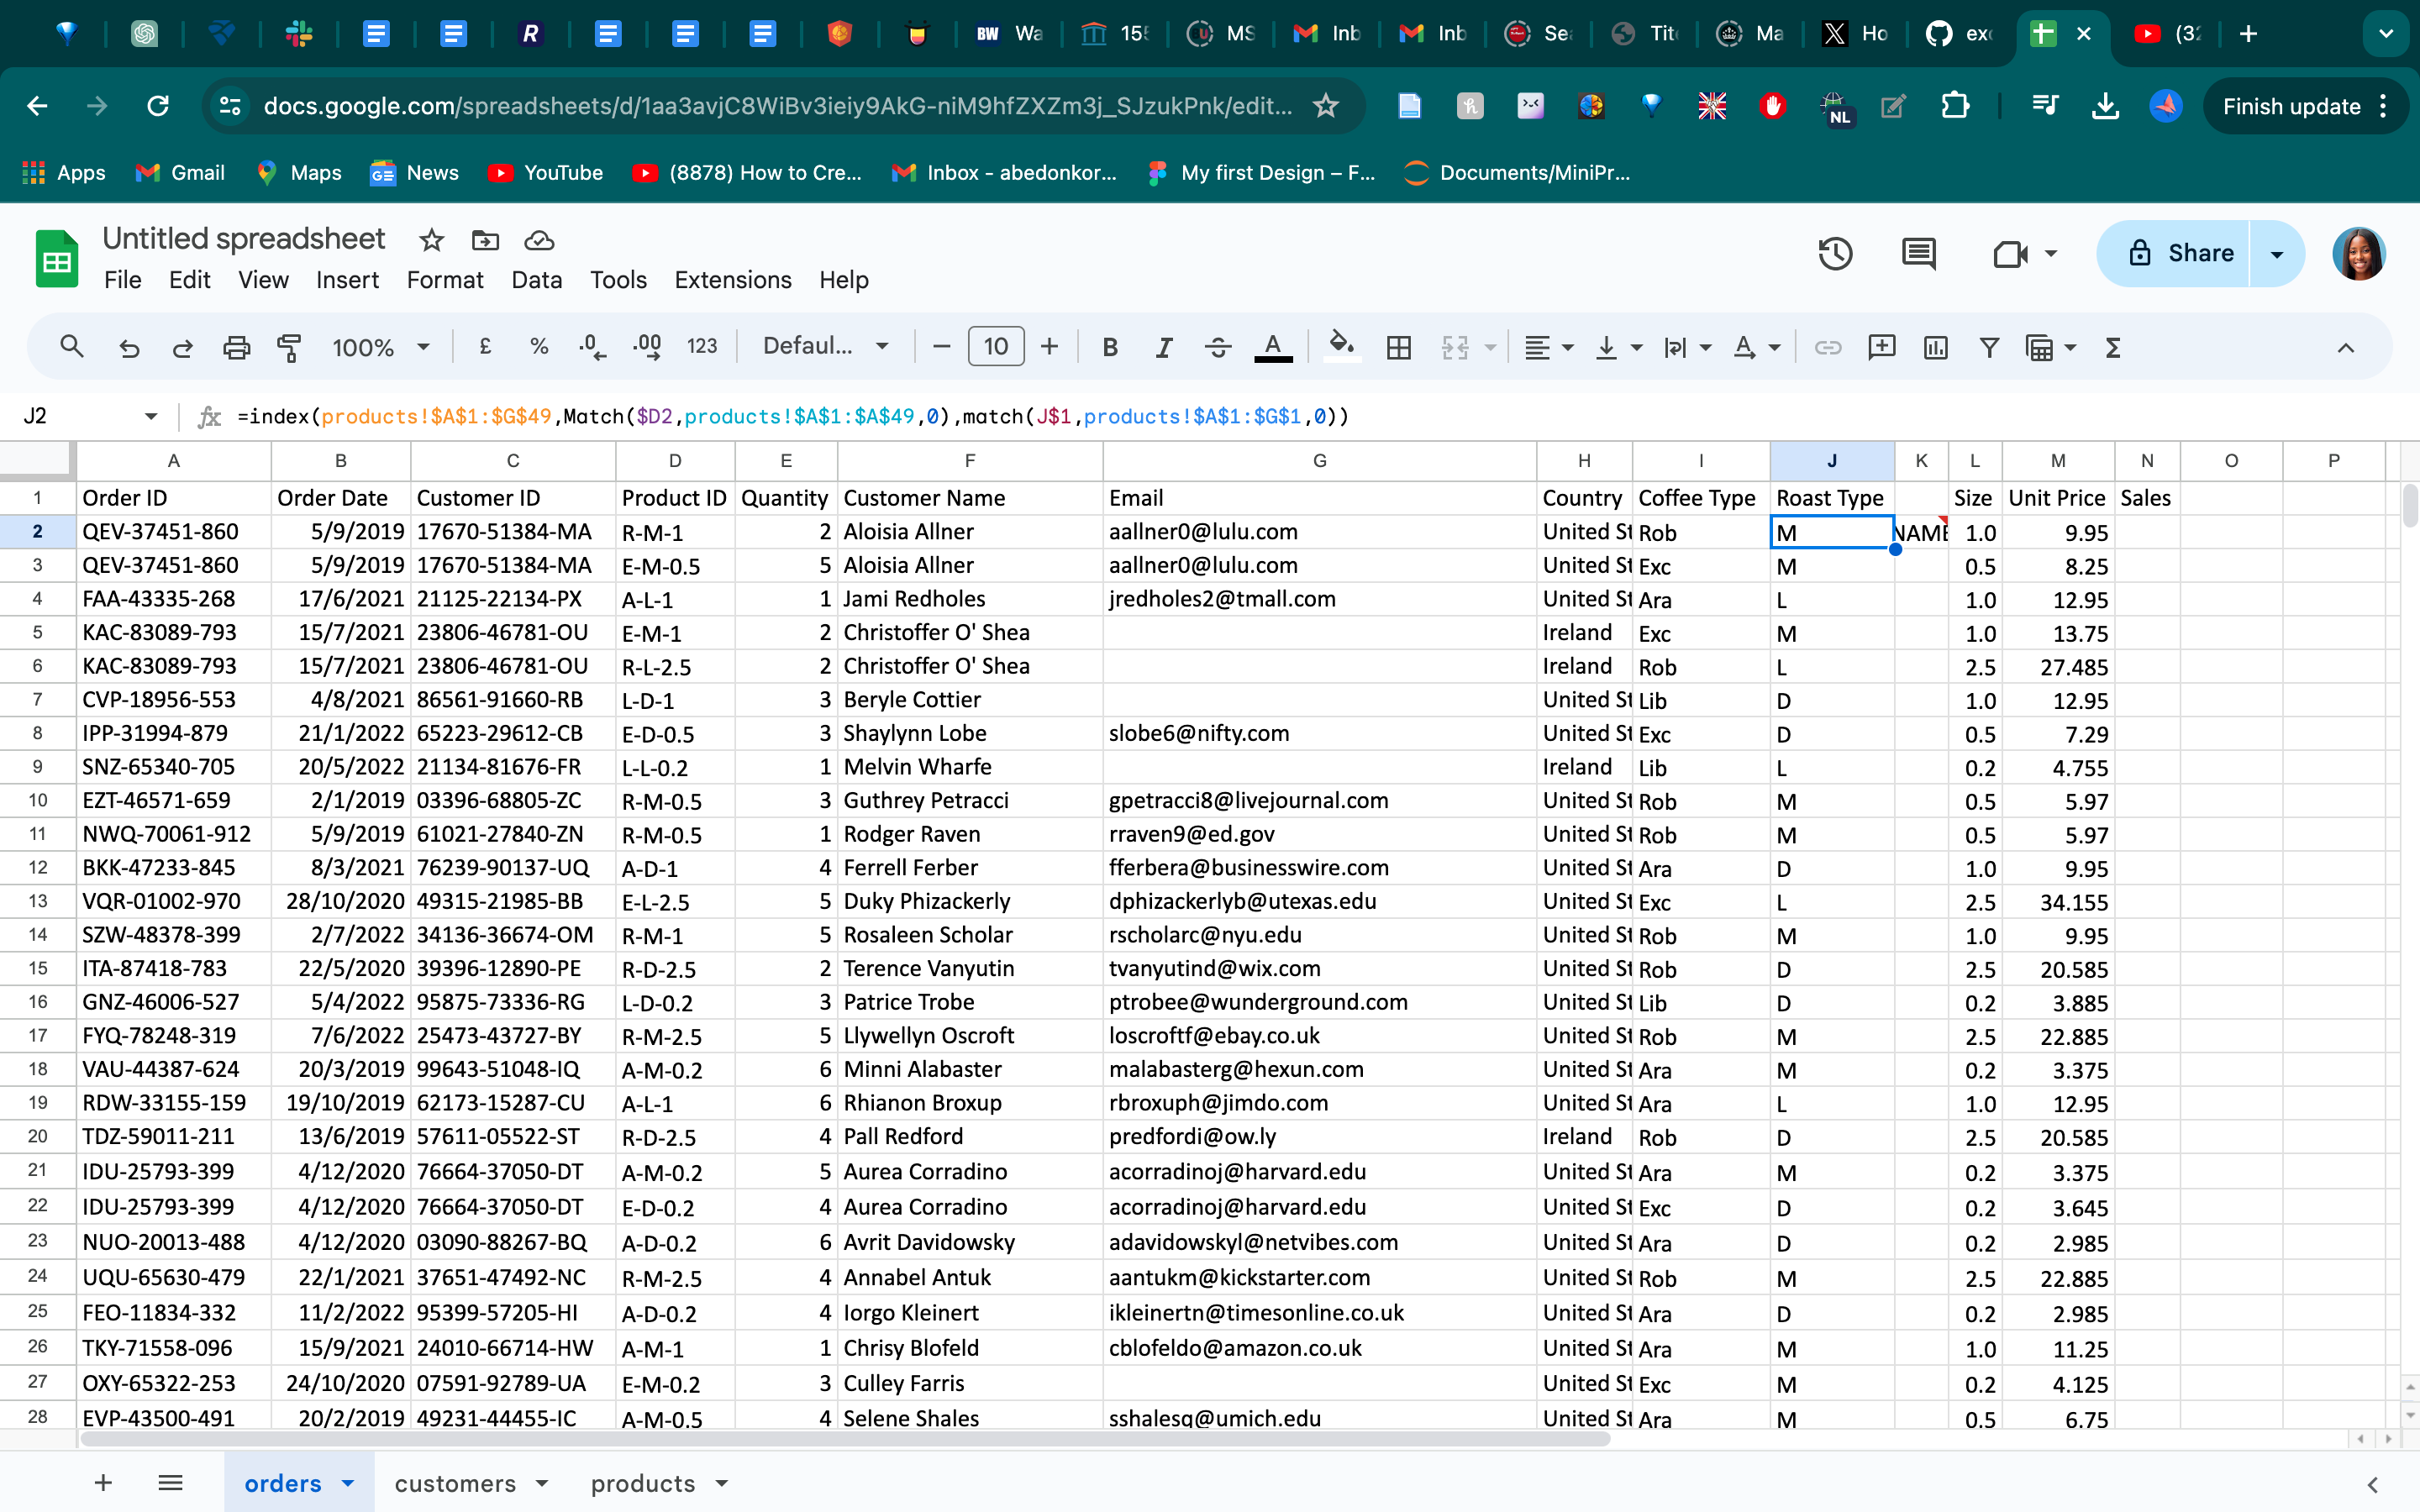 BW Wa 155 MS Inb Inb Sea Tit Ma Ho exc (32
docs.google.com/spreadsheets/d/1aa3avjC8WiBv3ieiy9AkG-niM9hfZXZm3j_SJzukPnk/edit... NL Finish update
Apps Gmail Maps News YouTube (8878) How to Cre... Inbox - abedonkor... My first Design – F... Documents/MiniPr...
Untitled spreadsheet
File Edit View Insert Format Data Tools Extensions Help
Share
100% £ % .0 .00 123 Defaul... 10 B I S A
J2 fx =index(products!$A$1:$G$49,Match($D2,products!$A$1:$A$49,0),match(J$1,products!$A$1:$G$1,0))
A B C D E F G H I J K L M N O P
1 Order ID Order Date Customer ID Product ID Quantity Customer Name Email Country Coffee Type Roast Type Size Unit Price Sales
2 QEV-37451-860 5/9/2019 17670-51384-MA R-M-1 2 Aloisia Allner aallner0@lulu.com United St Rob M NAME 1.0 9.95
3 QEV-37451-860 5/9/2019 17670-51384-MA E-M-0.5 5 Aloisia Allner aallner0@lulu.com United St Exc M 0.5 8.25
4 FAA-43335-268 17/6/2021 21125-22134-PX A-L-1 1 Jami Redholes jredholes2@tmall.com United St Ara L 1.0 12.95
5 KAC-83089-793 15/7/2021 23806-46781-OU E-M-1 2 Christoffer O' Shea Ireland Exc M 1.0 13.75
6 KAC-83089-793 15/7/2021 23806-46781-OU R-L-2.5 2 Christoffer O' Shea Ireland Rob L 2.5 27.485
7 CVP-18956-553 4/8/2021 86561-91660-RB L-D-1 3 Beryle Cottier United St Lib D 1.0 12.95
8 IPP-31994-879 21/1/2022 65223-29612-CB E-D-0.5 3 Shaylynn Lobe slobe6@nifty.com United St Exc D 0.5 7.29
9 SNZ-65340-705 20/5/2022 21134-81676-FR L-L-0.2 1 Melvin Wharfe Ireland Lib L 0.2 4.755
10 EZT-46571-659 2/1/2019 03396-68805-ZC R-M-0.5 3 Guthrey Petracci gpetracci8@livejournal.com United St Rob M 0.5 5.97
11 NWQ-70061-912 5/9/2019 61021-27840-ZN R-M-0.5 1 Rodger Raven rraven9@ed.gov United St Rob M 0.5 5.97
12 BKK-47233-845 8/3/2021 76239-90137-UQ A-D-1 4 Ferrell Ferber fferbera@businesswire.com United St Ara D 1.0 9.95
13 VQR-01002-970 28/10/2020 49315-21985-BB E-L-2.5 5 Duky Phizackerly dphizackerlyb@utexas.edu United St Exc L 2.5 34.155
14 SZW-48378-399 2/7/2022 34136-36674-OM R-M-1 5 Rosaleen Scholar rscholarc@nyu.edu United St Rob M 1.0 9.95
15 ITA-87418-783 22/5/2020 39396-12890-PE R-D-2.5 2 Terence Vanyutin tvanyutind@wix.com United St Rob D 2.5 20.585
16 GNZ-46006-527 5/4/2022 95875-73336-RG L-D-0.2 3 Patrice Trobe ptrobee@wunderground.com United St Lib D 0.2 3.885
17 FYQ-78248-319 7/6/2022 25473-43727-BY R-M-2.5 5 Llywellyn Oscroft loscroftf@ebay.co.uk United St Rob M 2.5 22.885
18 VAU-44387-624 20/3/2019 99643-51048-IQ A-M-0.2 6 Minni Alabaster malabasterg@hexun.com United St Ara M 0.2 3.375
19 RDW-33155-159 19/10/2019 62173-15287-CU A-L-1 6 Rhianon Broxup rbroxuph@jimdo.com United St Ara L 1.0 12.95
20 TDZ-59011-211 13/6/2019 57611-05522-ST R-D-2.5 4 Pall Redford predfordi@ow.ly Ireland Rob D 2.5 20.585
21 IDU-25793-399 4/12/2020 76664-37050-DT A-M-0.2 5 Aurea Corradino acorradinoj@harvard.edu United St Ara M 0.2 3.375
22 IDU-25793-399 4/12/2020 76664-37050-DT E-D-0.2 4 Aurea Corradino acorradinoj@harvard.edu United St Exc D 0.2 3.645
23 NUO-20013-488 4/12/2020 03090-88267-BQ A-D-0.2 6 Avrit Davidowsky adavidowskyl@netvibes.com United St Ara D 0.2 2.985
24 UQU-65630-479 22/1/2021 37651-47492-NC R-M-2.5 4 Annabel Antuk aantukm@kickstarter.com United St Rob M 2.5 22.885
25 FEO-11834-332 11/2/2022 95399-57205-HI A-D-0.2 4 Iorgo Kleinert ikleinertn@timesonline.co.uk United St Ara D 0.2 2.985
26 TKY-71558-096 15/9/2021 24010-66714-HW A-M-1 1 Chrisy Blofeld cblofeldo@amazon.co.uk United St Ara M 1.0 11.25
27 OXY-65322-253 24/10/2020 07591-92789-UA E-M-0.2 3 Culley Farris United St Exc M 0.2 4.125
28 EVP-43500-491 20/2/2019 49231-44455-IC A-M-0.5 4 Selene Shales sshalesq@umich.edu United St Ara M 0.5 6.75
orders customers products